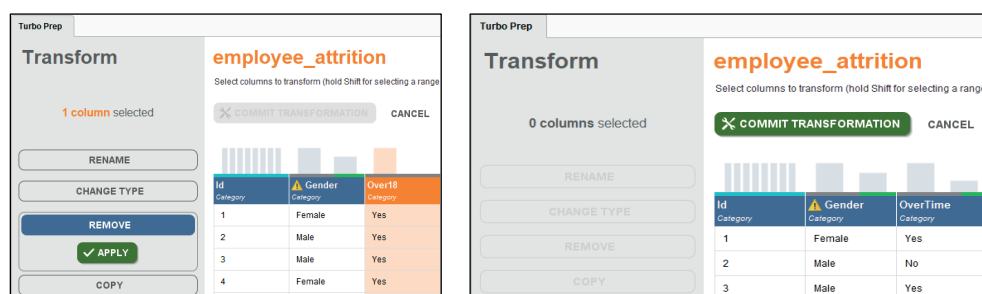 Turbo Prep
Transform
employee_attrition
Select columns to transform (hold Shift for selecting a range
1 column selected
COMMIT TRANSFORMATION
CANCEL
RENAME
CHANGE TYPE
REMOVE
APPLY
COPY
Id Gender Over18
Category Category Category
1 Female Yes
2 Male Yes
3 Male Yes
4 Female Yes
Turbo Prep
Transform
employee_attrition
Select columns to transform (hold Shift for selecting a rang
0 columns selected
COMMIT TRANSFORMATION
CANCEL
RENAME
CHANGE TYPE
REMOVE
COPY
Id Gender OverTime
Category Category Category
1 Female Yes
2 Male No
3 Male Yes